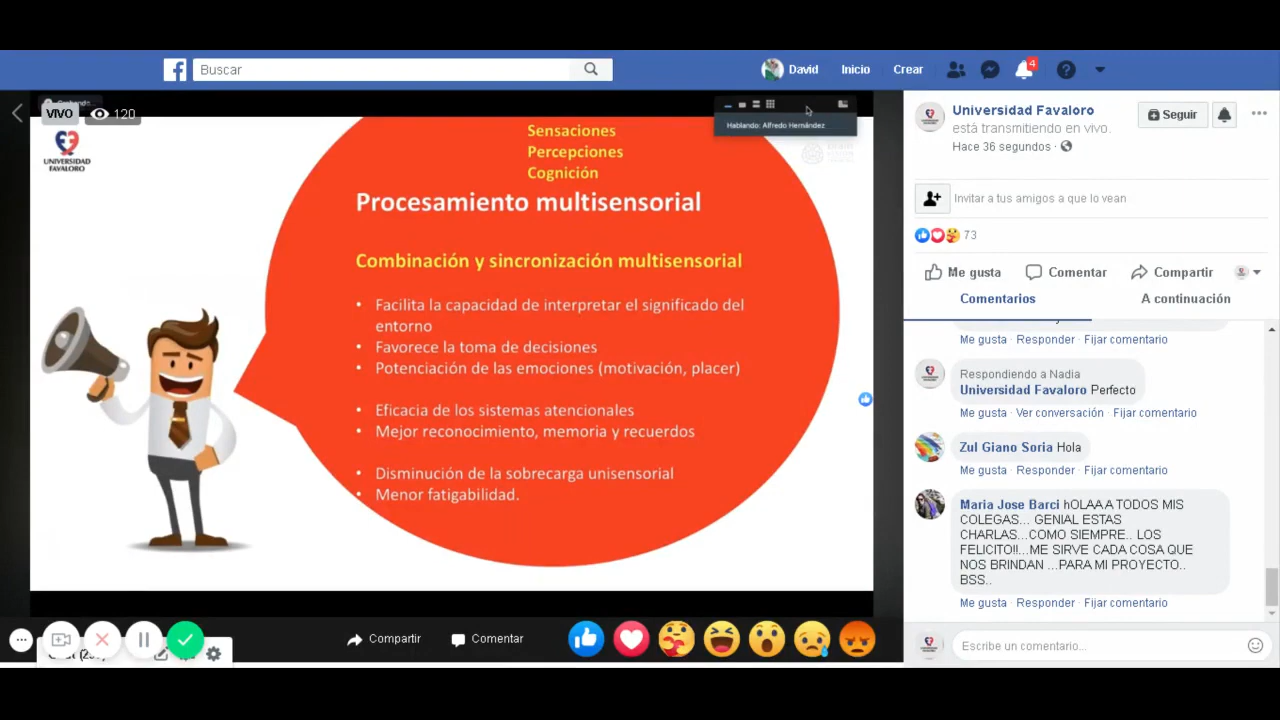 Buscar
David
Inicio
Crear
4
VIVO
120
Hablando: Alfredo Hernández
UNIVERSIDAD
FAVALORO
Sensaciones
Percepciones
Cognición
Procesamiento multisensorial
Combinación y sincronización multisensorial
• Facilita la capacidad de interpretar el significado del
entorno
• Favorece la toma de decisiones
• Potenciación de las emociones (motivación, placer)
• Eficacia de los sistemas atencionales
• Mejor reconocimiento, memoria y recuerdos
• Disminución de la sobrecarga unisensorial
• Menor fatigabilidad.
Compartir
Comentar
Universidad Favaloro
está transmitiendo en vivo.
Hace 36 segundos ·
Seguir
Invitar a tus amigos a que lo vean
73
Me gusta
Comentar
Compartir
Comentarios
A continuación
Me gusta · Responder · Fijar comentario
Respondiendo a Nadia
Universidad Favaloro Perfecto
Me gusta · Ver conversación · Fijar comentario
Zul Giano Soria Hola
Me gusta · Responder · Fijar comentario
Maria Jose Barci hOLAA A TODOS MIS
COLEGAS... GENIAL ESTAS
CHARLAS...COMO SIEMPRE.. LOS
FELICITO!!...ME SIRVE CADA COSA QUE
NOS BRINDAN ...PARA MI PROYECTO..
BSS..
Me gusta · Responder · Fijar comentario
Escribe un comentario...